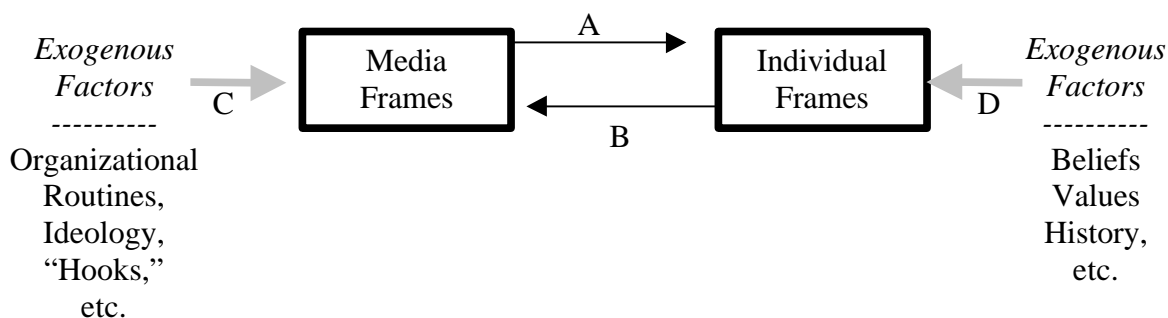 Exogenous
Factors
----------
Organizational
Routines,
Ideology,
“Hooks,”
etc.
C
Media
Frames
A
B
Individual
Frames
D
Exogenous
Factors
----------
Beliefs
Values
History,
etc.